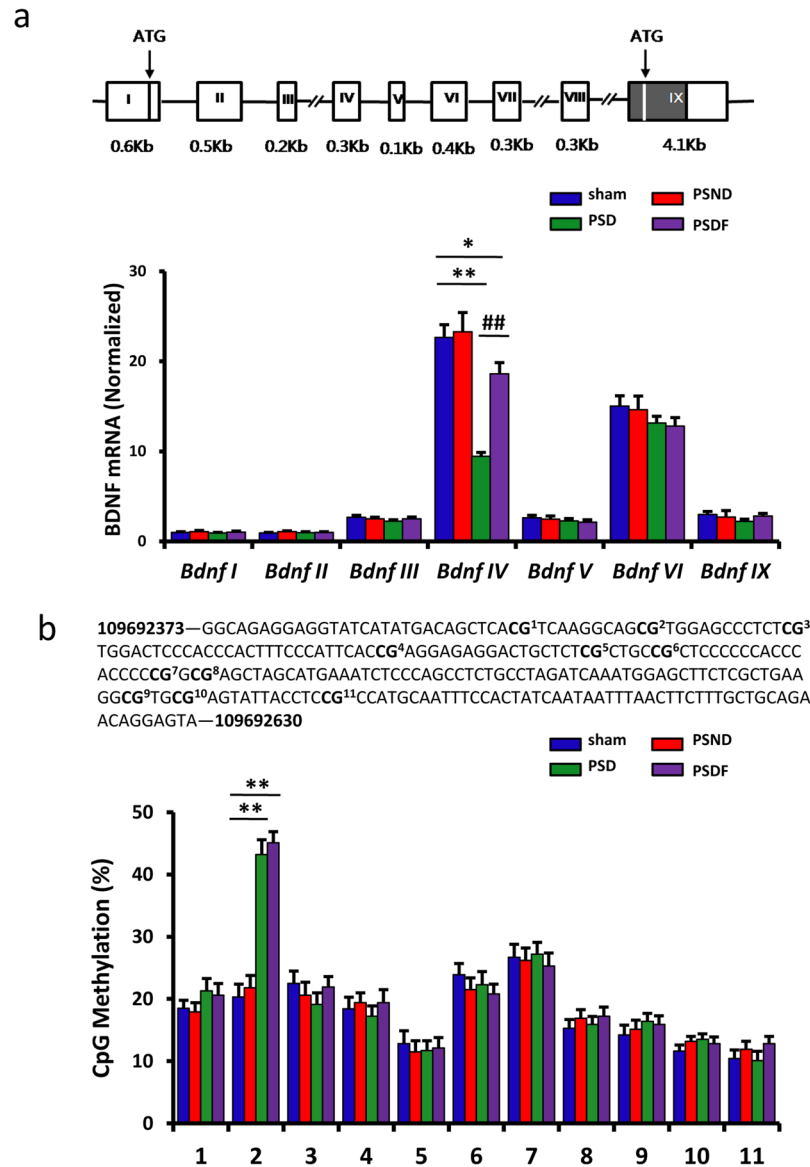 a
ATG ATG
I II III IV V VI VII VIII IX
0.6Kb 0.5Kb 0.2Kb 0.3Kb 0.1Kb 0.4Kb 0.3Kb 0.3Kb 4.1Kb
sham PSND
PSD PSDF
*
**
##
BDNF mRNA (Normalized)
30
20
10
0
Bdnf I Bdnf II Bdnf III Bdnf IV Bdnf V Bdnf VI Bdnf IX
b
109692373—GGCAGAGGAGGTATCATATGACAGCTCACG¹TCAAGGCAGCG²TGGAGCCCTCTCG³
TGGACTCCCACCCACTTTCCCATTCACCG⁴AGGAGAGGACTGCTCTCG⁵CTGCCG⁶CTCCCCCCACCC
ACCCCCG⁷GCG⁸AGCTAGCATGAAATCTCCCAGCCTCTGCCTAGATCAAATGGAGCTTCTCGCTGAA
GGCG⁹TGCG¹⁰AGTATTACCTCCG¹¹CCATGCAATTTCCACTATCAATAATTTAACTTCTTTGCTGCAGA
ACAGGAGTA—109692630
sham PSND
PSD PSDF
**
**
CpG Methylation (%)
50
40
30
20
10
0
1 2 3 4 5 6 7 8 9 10 11